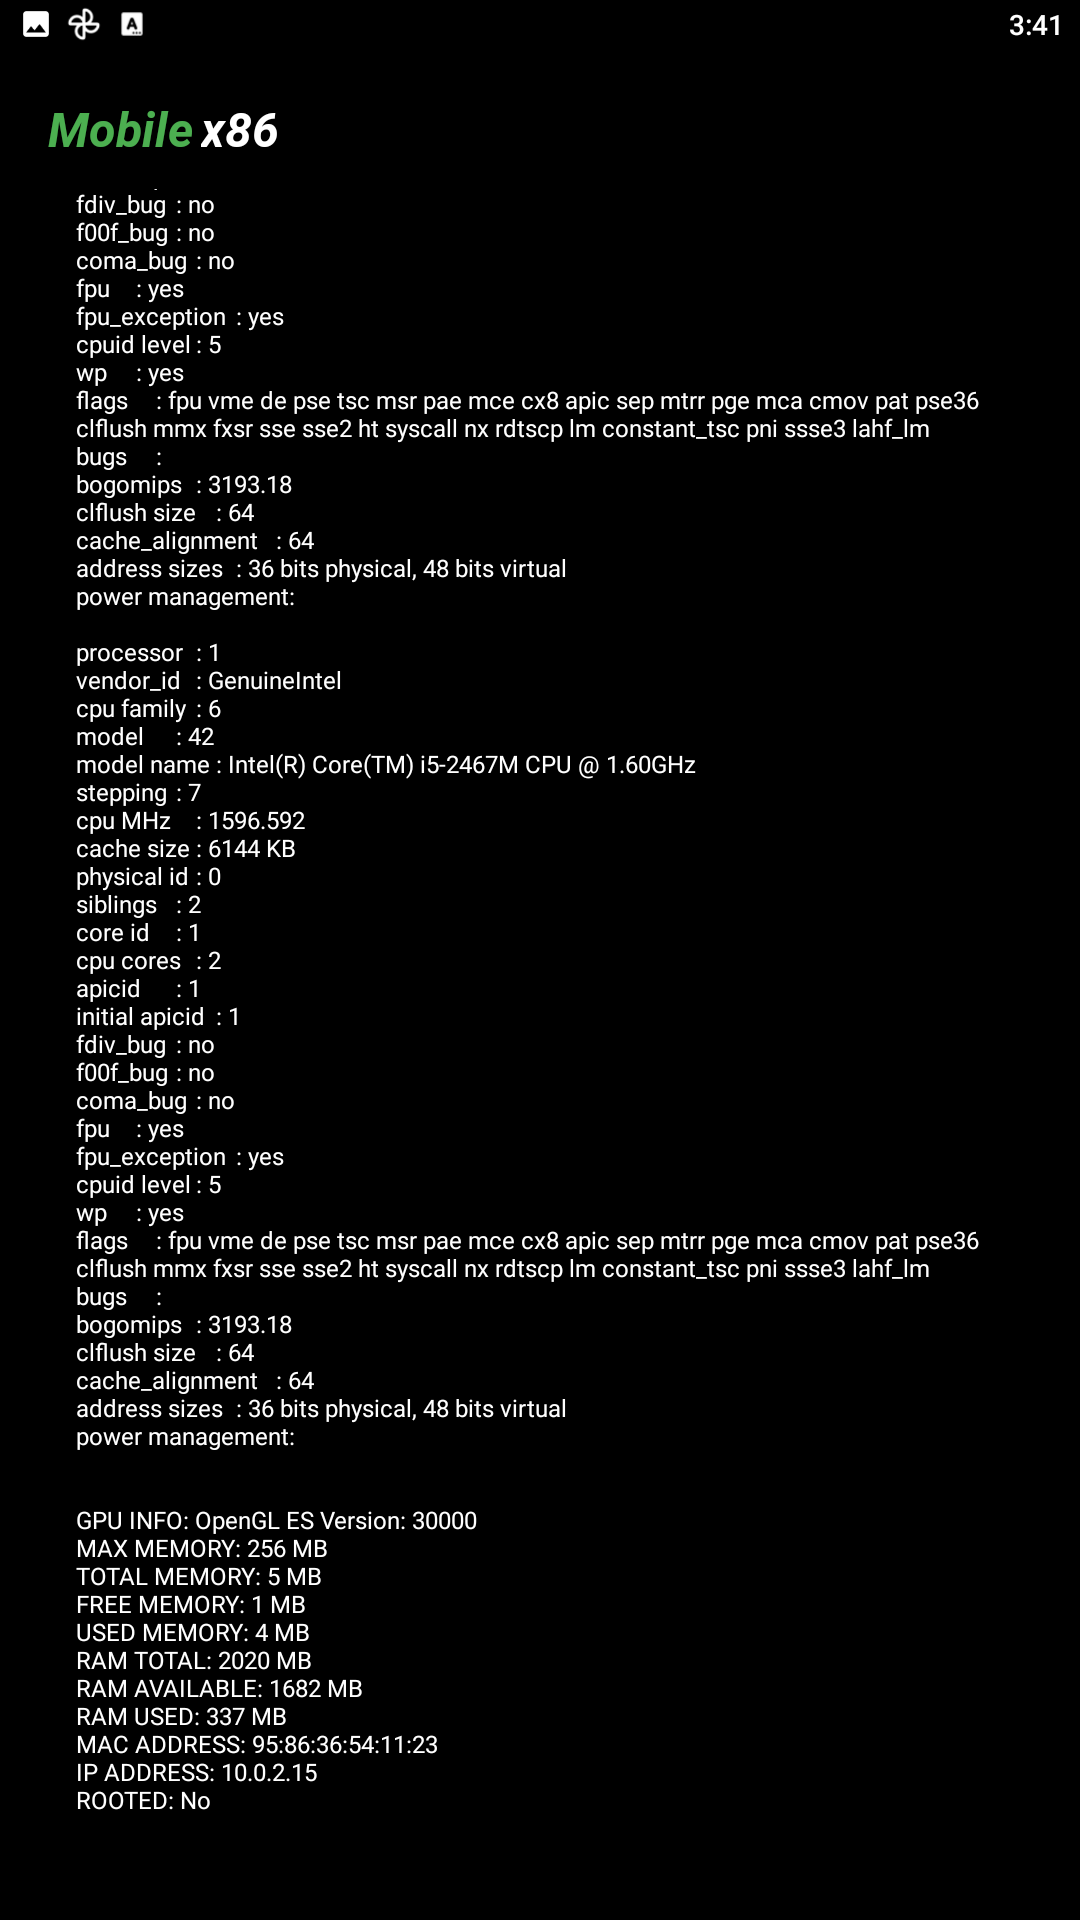 3:41
Mobile x86
fdiv_bug : no
f00f_bug : no
coma_bug : no
fpu : yes
fpu_exception : yes
cpuid level : 5
wp : yes
flags : fpu vme de pse tsc msr pae mce cx8 apic sep mtrr pge mca cmov pat pse36
clflush mmx fxsr sse sse2 ht syscall nx rdtscp lm constant_tsc pni ssse3 lahf_lm
bugs :
bogomips : 3193.18
clflush size : 64
cache_alignment : 64
address sizes : 36 bits physical, 48 bits virtual
power management:
processor : 1
vendor_id : GenuineIntel
cpu family : 6
model : 42
model name : Intel(R) Core(TM) i5-2467M CPU @ 1.60GHz
stepping : 7
cpu MHz : 1596.592
cache size : 6144 KB
physical id : 0
siblings : 2
core id : 1
cpu cores : 2
apicid : 1
initial apicid : 1
fdiv_bug : no
f00f_bug : no
coma_bug : no
fpu : yes
fpu_exception : yes
cpuid level : 5
wp : yes
flags : fpu vme de pse tsc msr pae mce cx8 apic sep mtrr pge mca cmov pat pse36
clflush mmx fxsr sse sse2 ht syscall nx rdtscp lm constant_tsc pni ssse3 lahf_lm
bugs :
bogomips : 3193.18
clflush size : 64
cache_alignment : 64
address sizes : 36 bits physical, 48 bits virtual
power management:
GPU INFO: OpenGL ES Version: 30000
MAX MEMORY: 256 MB
TOTAL MEMORY: 5 MB
FREE MEMORY: 1 MB
USED MEMORY: 4 MB
RAM TOTAL: 2020 MB
RAM AVAILABLE: 1682 MB
RAM USED: 337 MB
MAC ADDRESS: 95:86:36:54:11:23
IP ADDRESS: 10.0.2.15
ROOTED: No